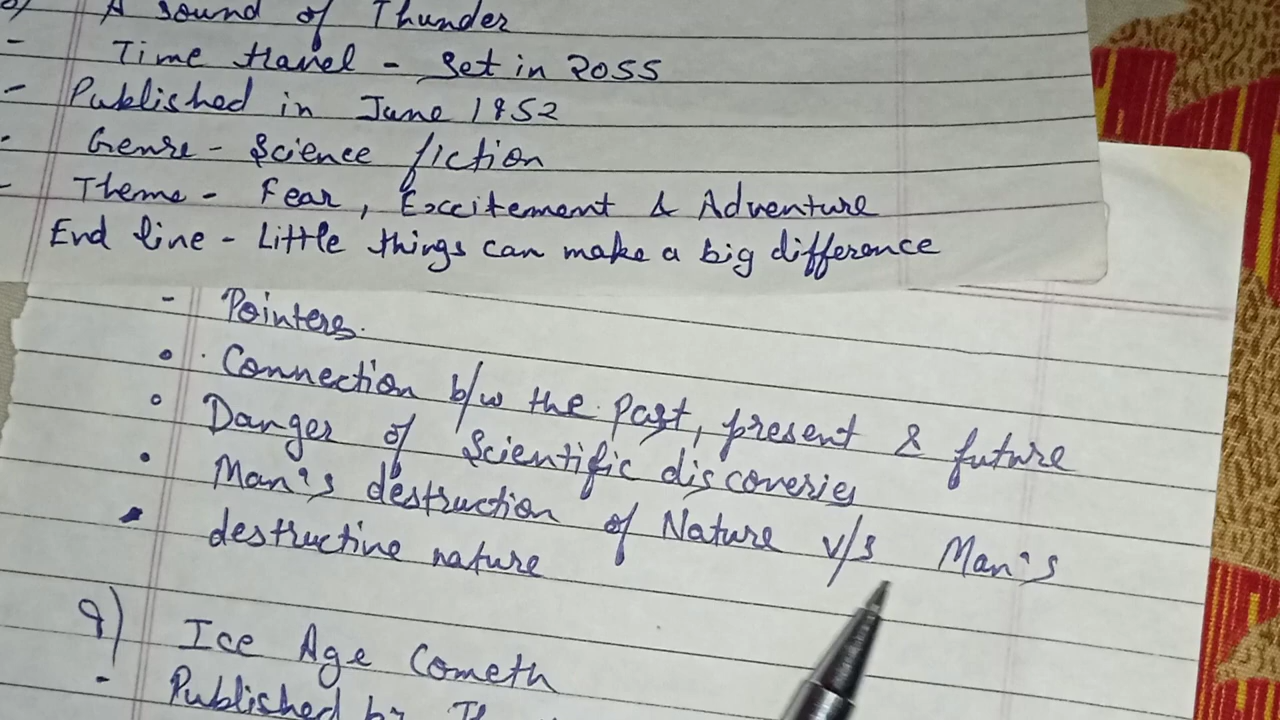 A Sound of Thunder
- Time travel - Set in 2055
- Published in June 1952
- Genre - Science fiction
- Theme - Fear, Excitement & Adventure
End line - Little things can make a big difference
- Pointers.
• Connection b/w the past, present & future
• Danger of Scientific discoveries
• Man's destruction of Nature v/s Man's
destructive nature
9) Ice Age Cometh
- Published by